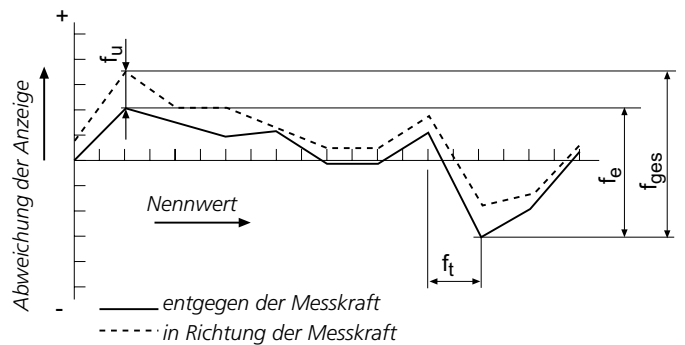 +
f_u
Abweichung der Anzeige
Nennwert
f_e
f_ges
f_t
-
entgegen der Messkraft
in Richtung der Messkraft